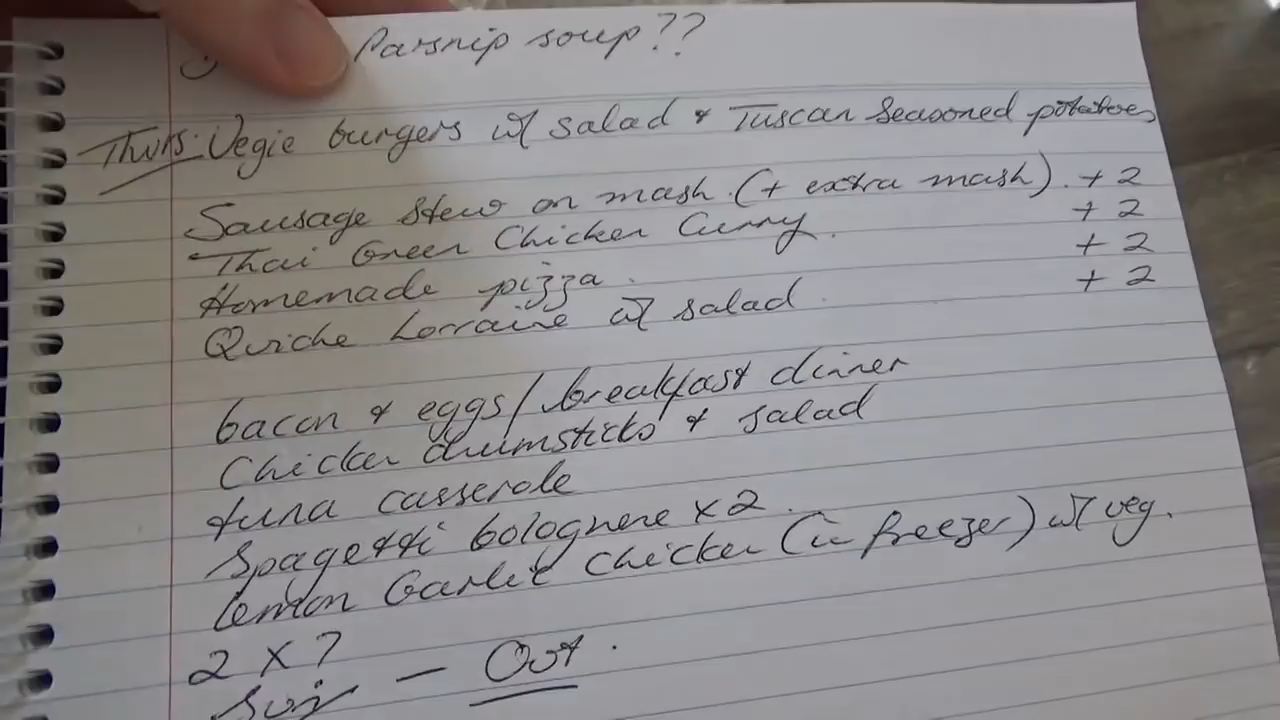 Parsnip soup??
Thurs: Vegie burgers w/ salad & Tuscan Seasoned potatoes
Sausage stew on mash (+ extra mash). +2
Thai Green Chicken Curry. +2
Homemade pizza. +2
Quiche Lorraine w/ salad. +2
bacon & eggs/breakfast dinner
Chicken drumsticks & salad
tuna casserole
Spagetti bolognese x2.
lemon Garlic chicken (in freezer) w/ veg.
2 x ?
- Out.